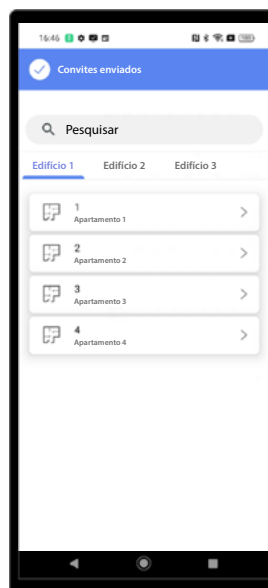 16:46
Convites enviados
Pesquisar
Edifício 1 Edifício 2 Edifício 3
1
Apartamento 1
2
Apartamento 2
3
Apartamento 3
4
Apartamento 4